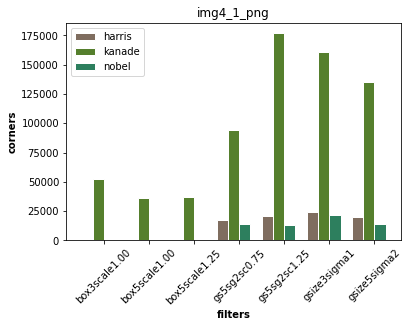 img4_1_png
harris
kanade
nobel
175000
150000
125000
100000
75000
50000
25000
0
corners
box3scale1.00
box5scale1.00
box5scale1.25
gs5sg2sc0.75
gs5sg2sc1.25
gsize3sigma1
gsize5sigma2
filters